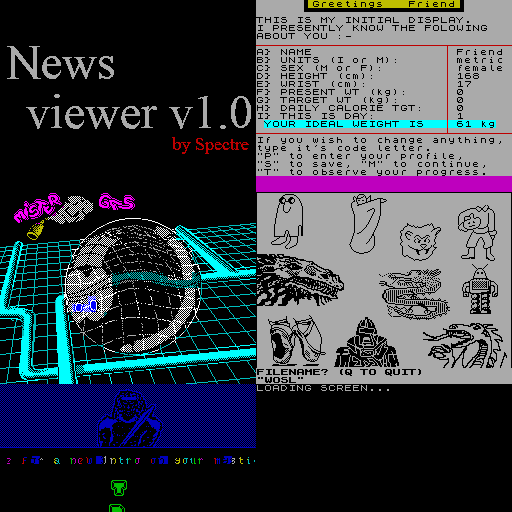 News
viewer v1.0
by Spectre
Greetings Friend
THIS IS MY INITIAL DISPLAY.
I PRESENTLY KNOW THE FOLOWING
ABOUT YOU :-
A) NAME Friend
B) UNITS (I or M): metric
C) SEX (M or F): female
D) HEIGHT (cm): 168
E) WRIST (cm): 17
F) PRESENT WT (kg): 0
G) TARGET WT (kg): 0
H) DAILY CALORIE TGT: 0
I) THIS IS DAY: 1
YOUR IDEAL WEIGHT IS 61 kg
If you wish to change anything,
type it's code letter.
"P" to enter your profile,
"S" to save, "M" to continue,
"T" to observe your progress.
FILENAME? (Q TO QUIT)
"WOSL"
LOADING SCREEN...
a new Intro
your
T